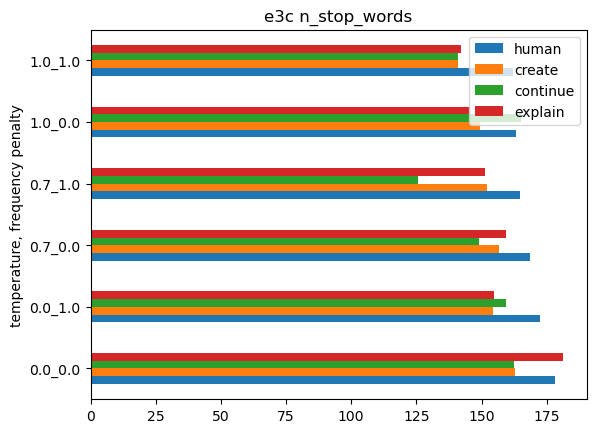 e3c n_stop_words
human
create
continue
explain
temperature, frequency penalty
1.0_1.0
1.0_0.0
0.7_1.0
0.7_0.0
0.0_1.0
0.0_0.0
0 25 50 75 100 125 150 175